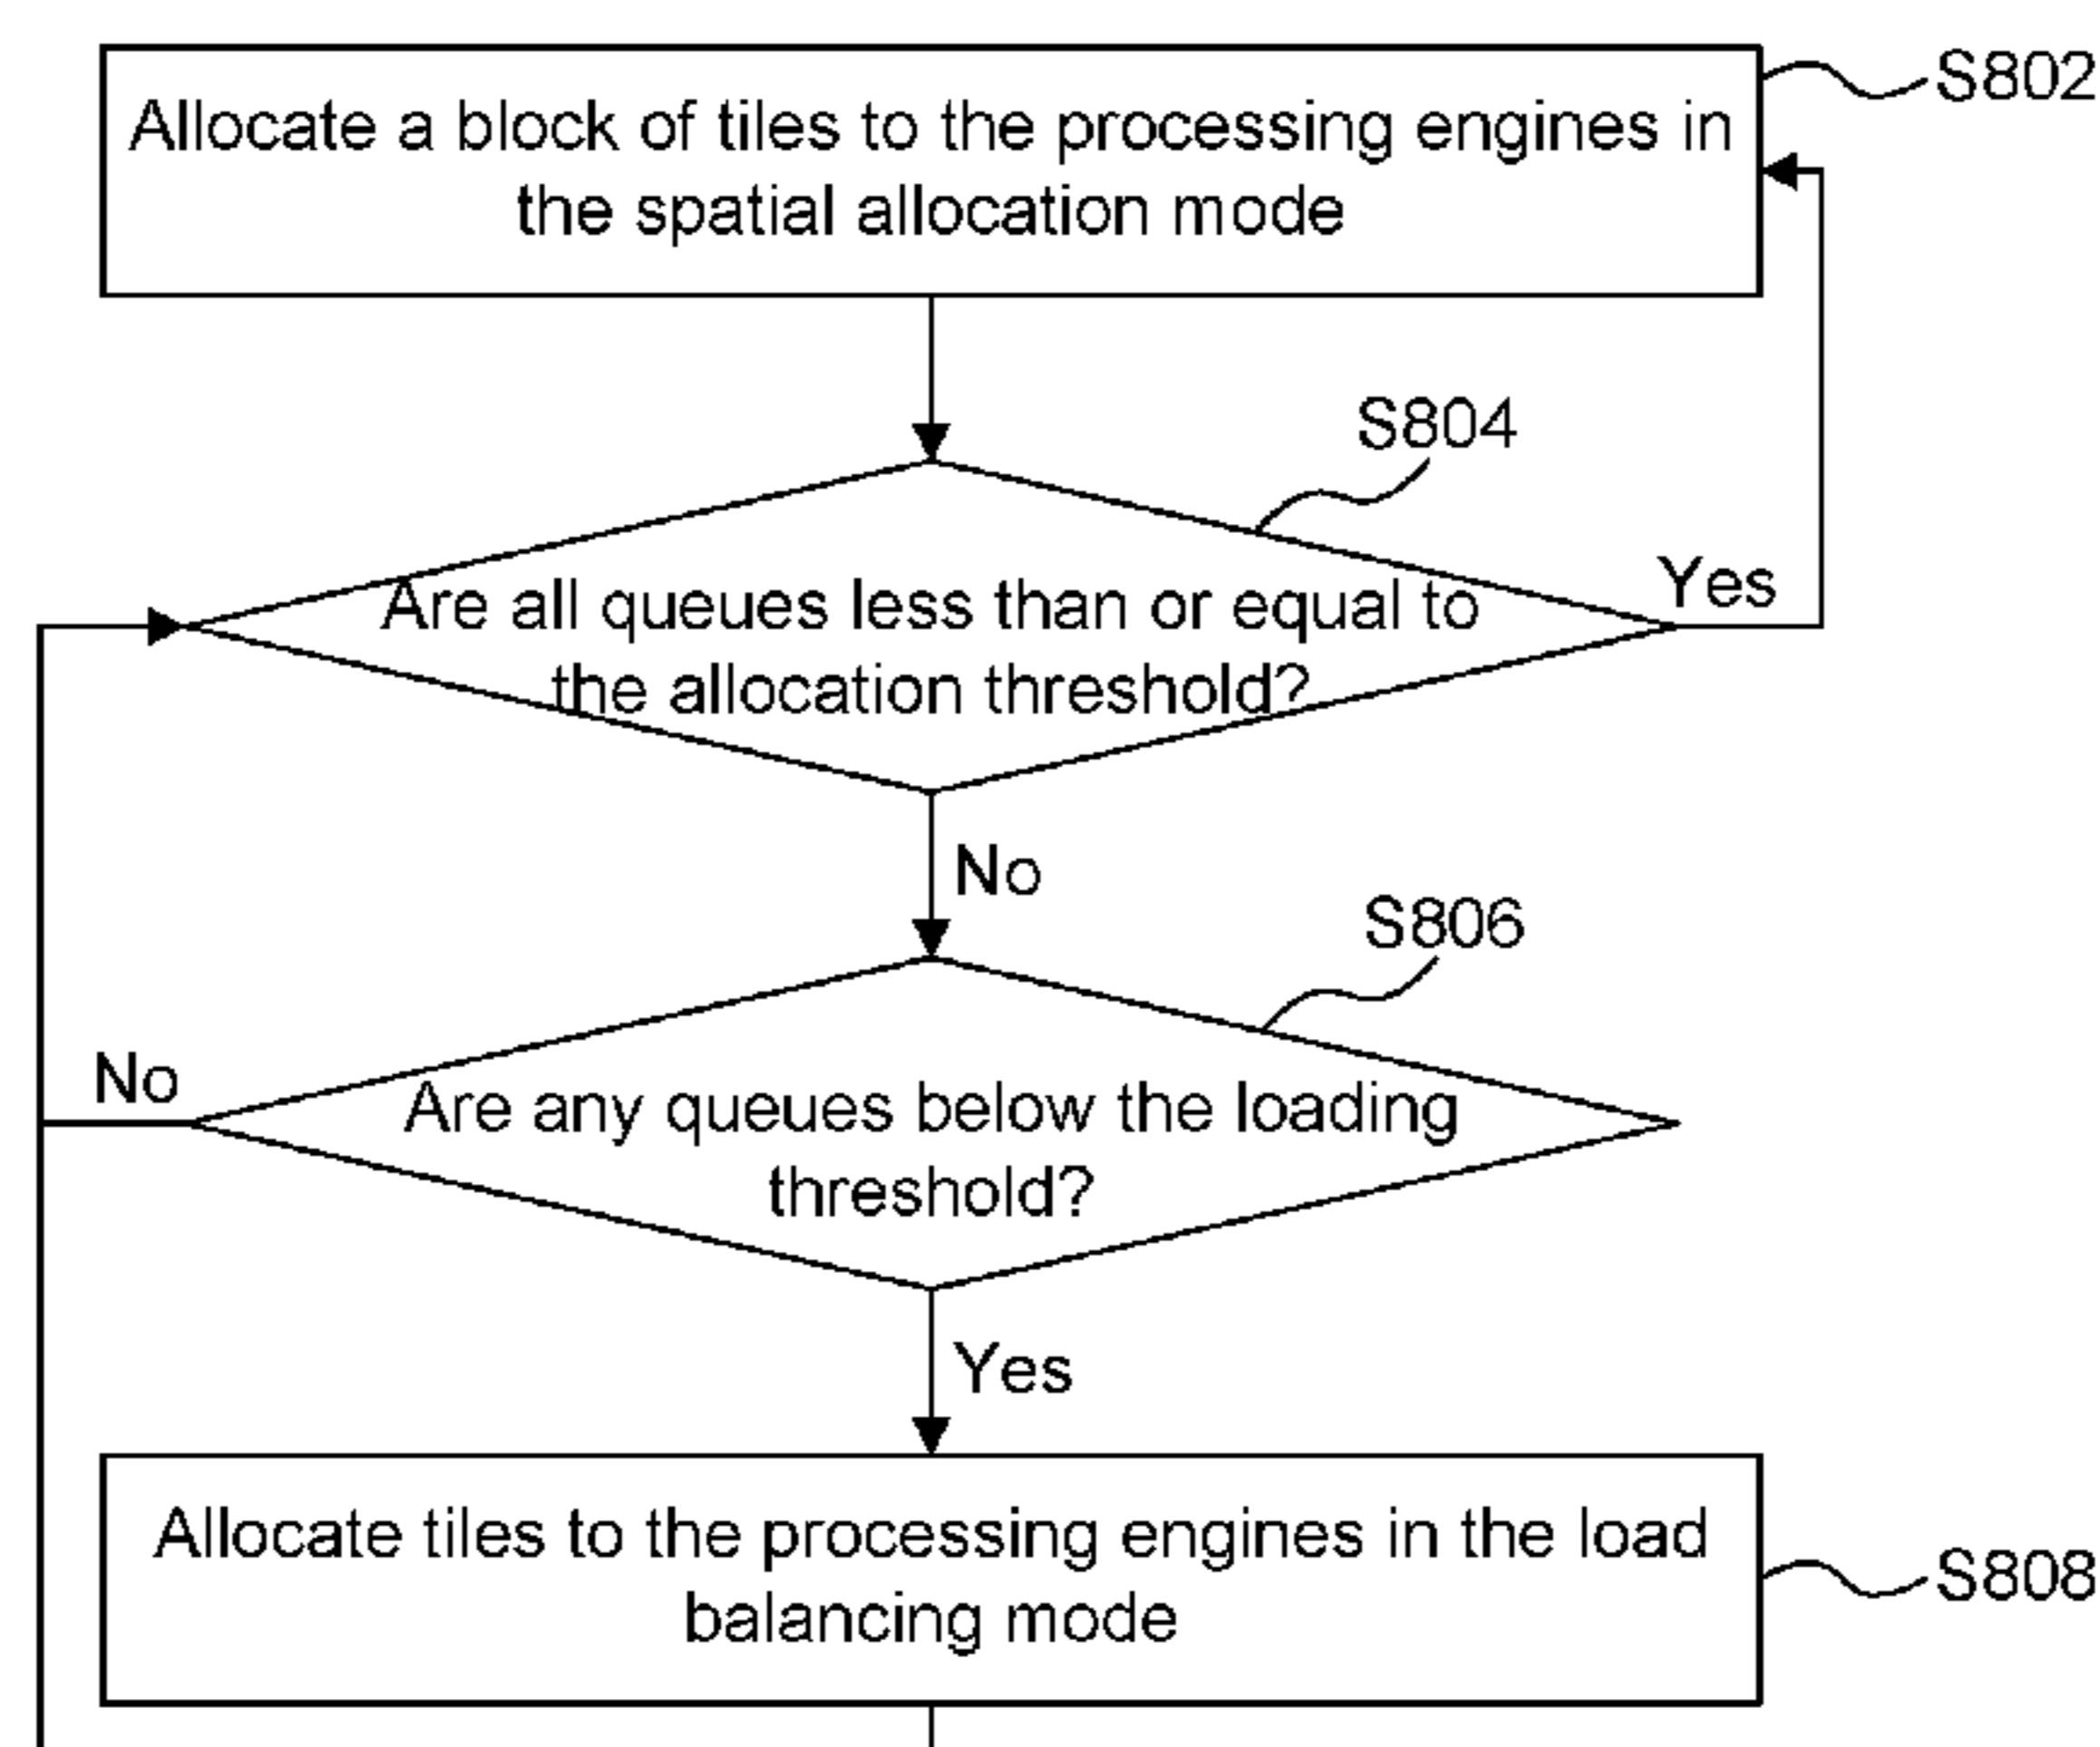 S802
Allocate a block of tiles to the processing engines in
the spatial allocation mode
S804
Are all queues less than or equal to
the allocation threshold?
Yes
No
S806
Are any queues below the loading
threshold?
No
Yes
Allocate tiles to the processing engines in the load
balancing mode
S808